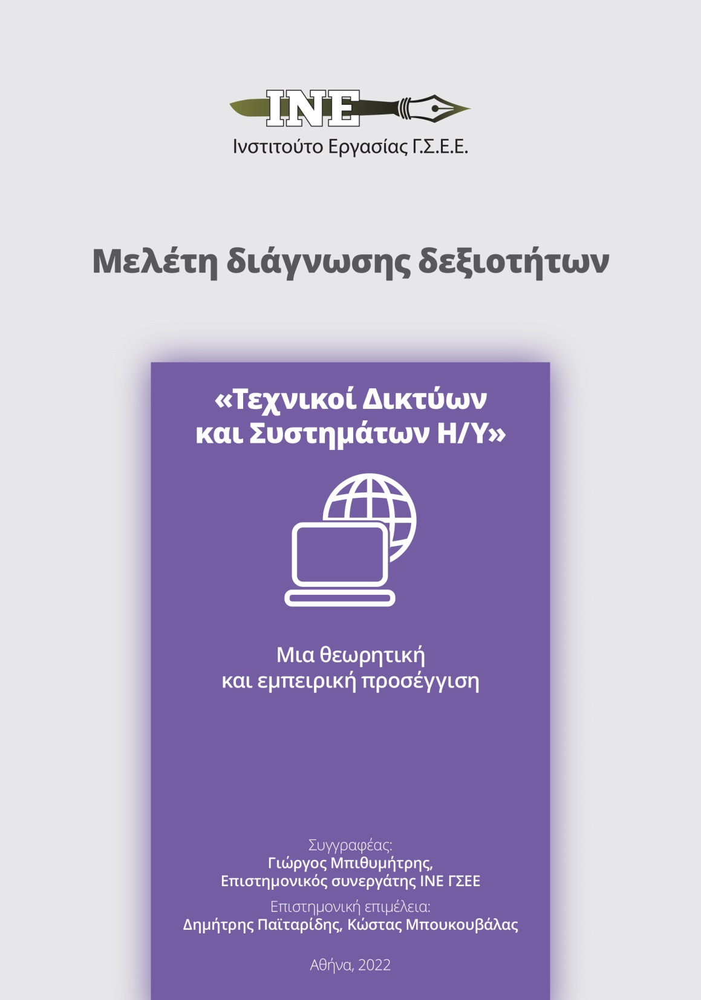 ΙΝΕ
Ινστιτούτο Εργασίας Γ.Σ.Ε.Ε.
Μελέτη διάγνωσης δεξιοτήτων
«Τεχνικοί Δικτύων
και Συστημάτων Η/Υ»
Μια θεωρητική
και εμπειρική προσέγγιση
Συγγραφέας:
Γιώργος Μπιθυμήτρης,
Επιστημονικός συνεργάτης ΙΝΕ ΓΣΕΕ
Επιστημονική επιμέλεια:
Δημήτρης Παϊταρίδης, Κώστας Μπουκουβάλας
Αθήνα, 2022